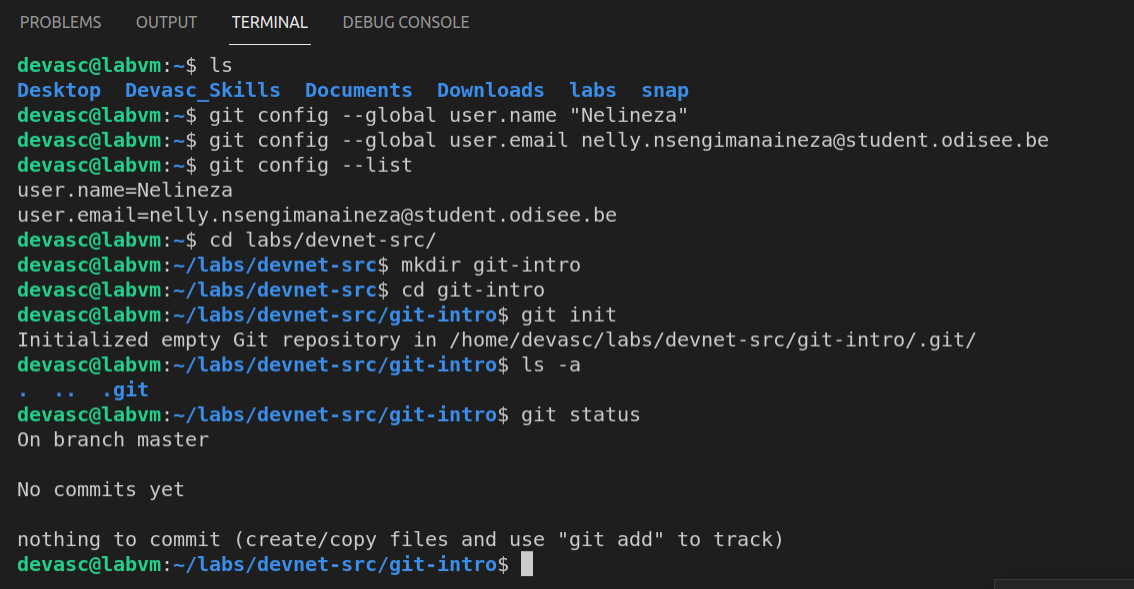 PROBLEMS OUTPUT TERMINAL DEBUG CONSOLE
devasc@labvm:~$ ls
Desktop  Devasc_Skills  Documents  Downloads  labs  snap
devasc@labvm:~$ git config --global user.name "Nelineza"
devasc@labvm:~$ git config --global user.email nelly.nsengimanaineza@student.odisee.be
devasc@labvm:~$ git config --list
user.name=Nelineza
user.email=nelly.nsengimanaineza@student.odisee.be
devasc@labvm:~$ cd labs/devnet-src/
devasc@labvm:~/labs/devnet-src$ mkdir git-intro
devasc@labvm:~/labs/devnet-src$ cd git-intro
devasc@labvm:~/labs/devnet-src/git-intro$ git init
Initialized empty Git repository in /home/devasc/labs/devnet-src/git-intro/.git/
devasc@labvm:~/labs/devnet-src/git-intro$ ls -a
.  ..  .git
devasc@labvm:~/labs/devnet-src/git-intro$ git status
On branch master
No commits yet
nothing to commit (create/copy files and use "git add" to track)
devasc@labvm:~/labs/devnet-src/git-intro$